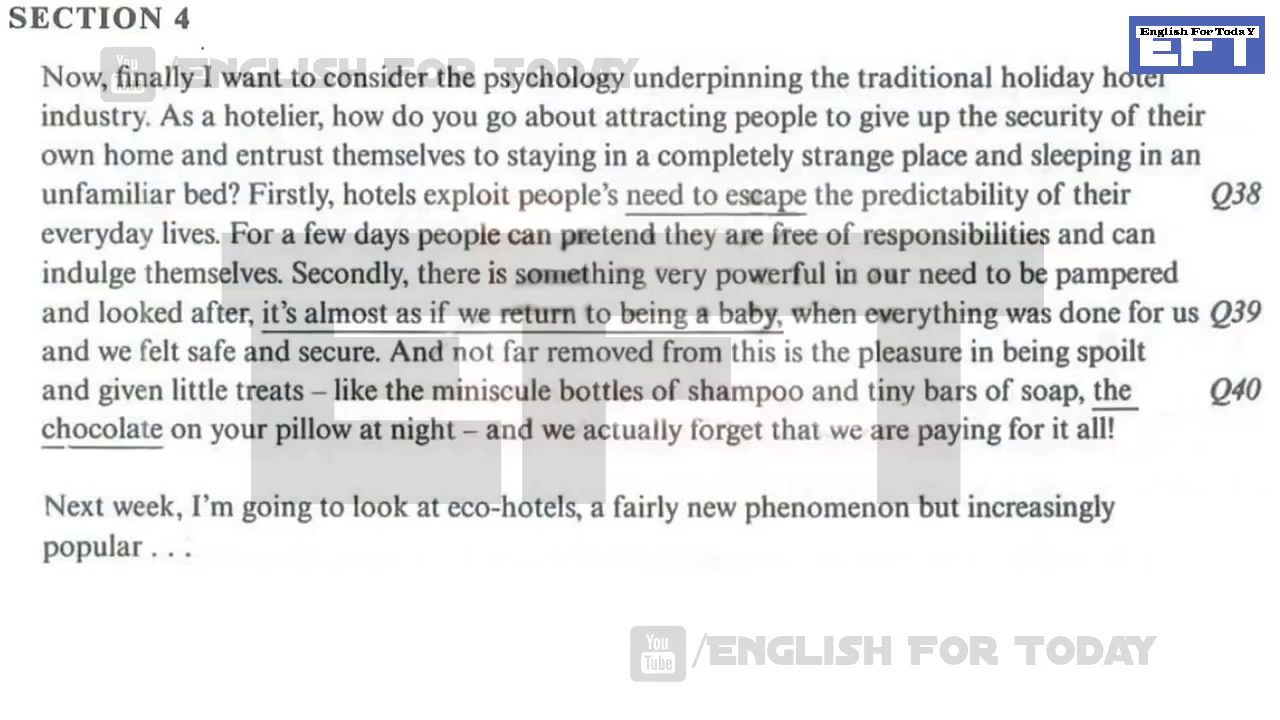 SECTION 4
English For TodaY
EFT
You Tube /ENGLISH FOR TODAY
Now, finally I want to consider the psychology underpinning the traditional holiday hotel
industry. As a hotelier, how do you go about attracting people to give up the security of their
own home and entrust themselves to staying in a completely strange place and sleeping in an
unfamiliar bed? Firstly, hotels exploit people's need to escape the predictability of their Q38
everyday lives. For a few days people can pretend they are free of responsibilities and can
indulge themselves. Secondly, there is something very powerful in our need to be pampered
and looked after, it's almost as if we return to being a baby, when everything was done for us Q39
and we felt safe and secure. And not far removed from this is the pleasure in being spoilt
and given little treats – like the miniscule bottles of shampoo and tiny bars of soap, the Q40
chocolate on your pillow at night – and we actually forget that we are paying for it all!
EFT
Next week, I'm going to look at eco-hotels, a fairly new phenomenon but increasingly
popular . . .
You Tube /ENGLISH FOR TODAY